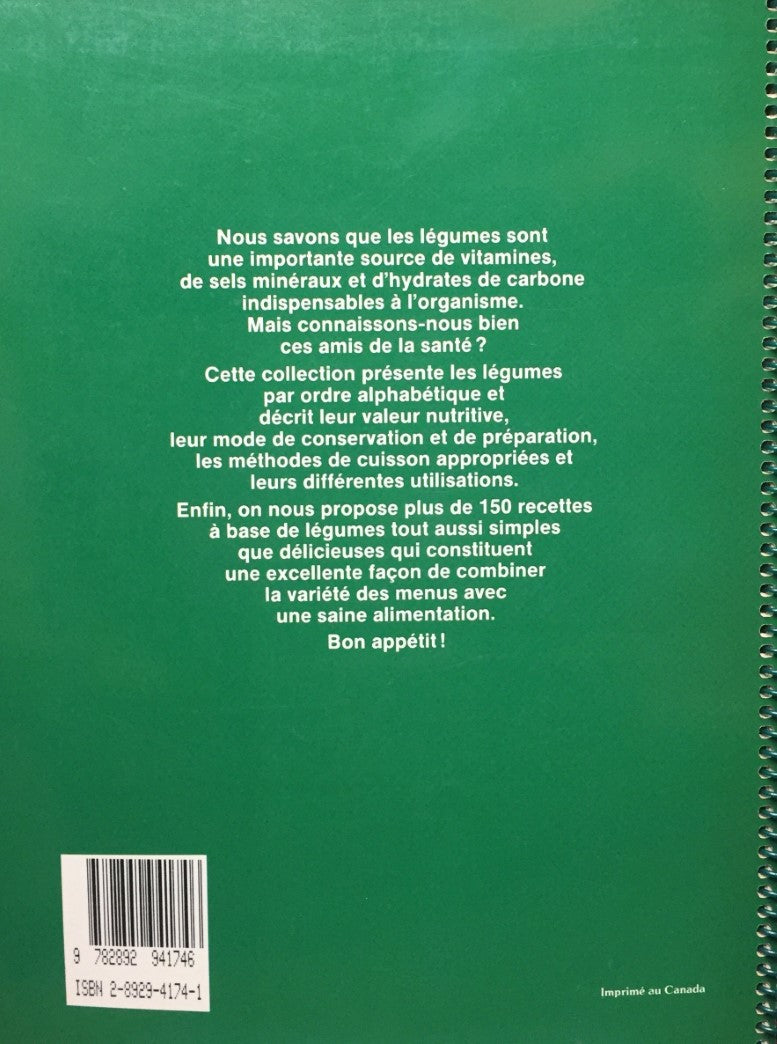 Nous savons que les légumes sont
une importante source de vitamines,
de sels minéraux et d'hydrates de carbone
indispensables à l'organisme.
Mais connaissons-nous bien
ces amis de la santé ?
Cette collection présente les légumes
par ordre alphabétique et
décrit leur valeur nutritive,
leur mode de conservation et de préparation,
les méthodes de cuisson appropriées et
leurs différentes utilisations.
Enfin, on nous propose plus de 150 recettes
à base de légumes tout aussi simples
que délicieuses qui constituent
une excellente façon de combiner
la variété des menus avec
une saine alimentation.
Bon appétit !
9 782892 941746
ISBN 2-8929-4174-1
Imprimé au Canada